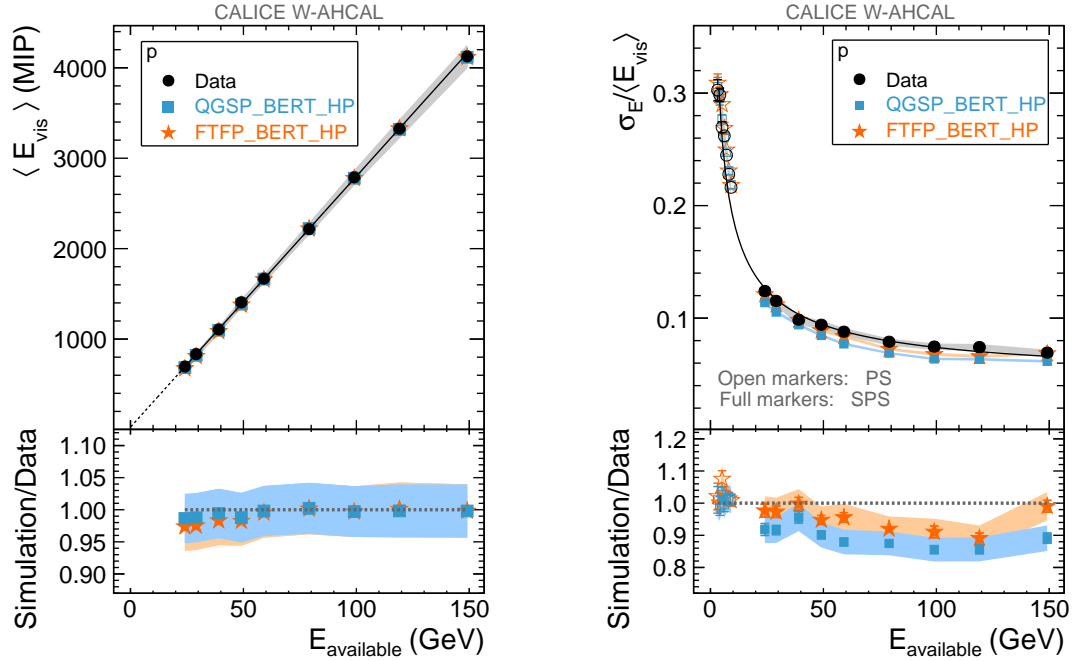 CALICE W-AHCAL
⟨ E_vis ⟩ (MIP)
4000
3000
2000
1000
p
Data
QGSP_BERT_HP
FTFP_BERT_HP
Simulation/Data
1.10
1.05
1.00
0.95
0.90
0 50 100 150
E_available (GeV)
CALICE W-AHCAL
σ_E/⟨E_vis⟩
0.3
0.2
0.1
p
Data
QGSP_BERT_HP
FTFP_BERT_HP
Open markers: PS
Full markers: SPS
Simulation/Data
1.2
1.1
1.0
0.9
0.8
0 50 100 150
E_available (GeV)